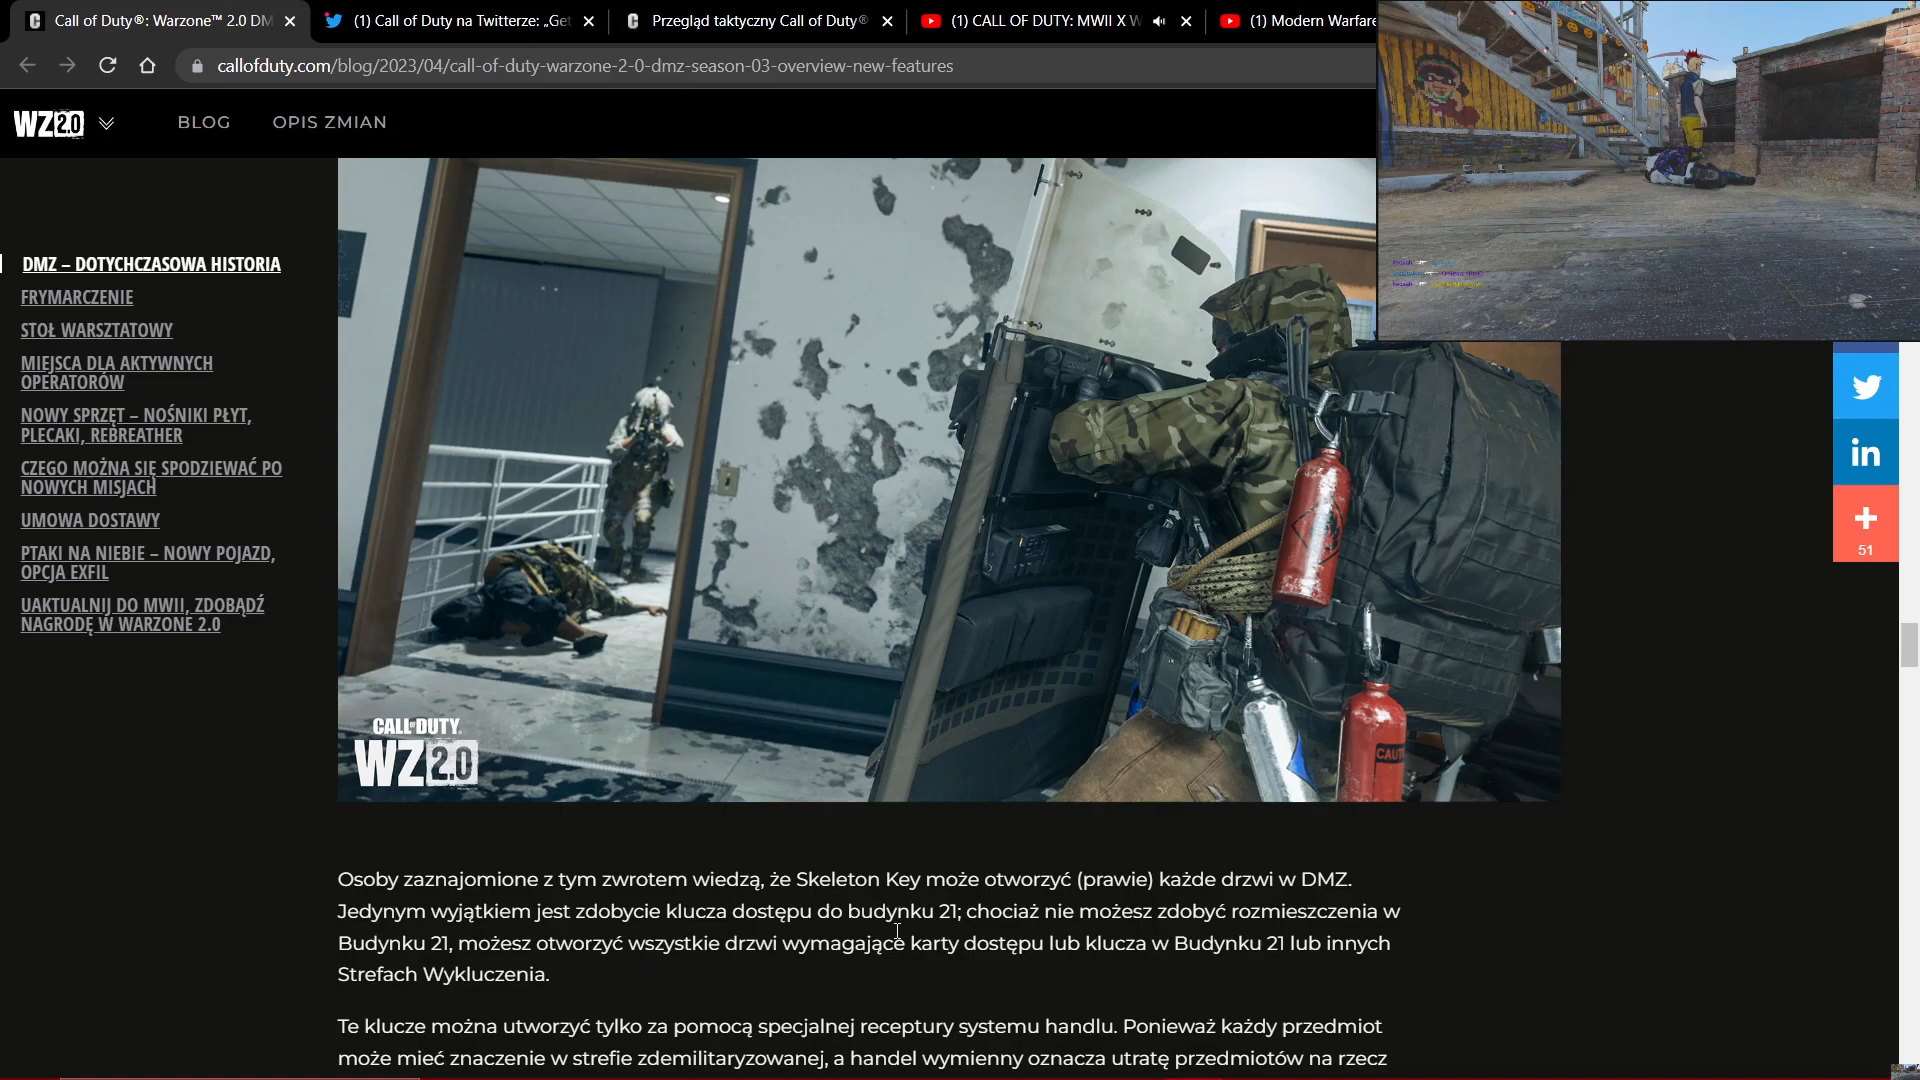 Call of Duty®: Warzone™ 2.0 DM
(1) Call of Duty na Twitterze: „Get
Przegląd taktyczny Call of Duty®
(1) CALL OF DUTY: MWII X W
(1) Modern Warfare
callofduty.com/blog/2023/04/call-of-duty-warzone-2-0-dmz-season-03-overview-new-features
WZ2.0
BLOG
OPIS ZMIAN
DMZ – DOTYCHCZASOWA HISTORIA
FRYMARCZENIE
STOŁ WARSZTATOWY
MIEJSCA DLA AKTYWNYCH
OPERATORÓW
NOWY SPRZĘT – NOŚNIKI PŁYT,
PLECAKI, REBREATHER
CZEGO MOŻNA SIĘ SPODZIEWAĆ PO
NOWYCH MISJACH
UMOWA DOSTAWY
PTAKI NA NIEBIE – NOWY POJAZD,
OPCJA EXFIL
UAKTUALNIJ DO MWII, ZDOBĄDŹ
NAGRODĘ W WARZONE 2.0
51
CAUT
CALL OF DUTY
WZ 2.0
Osoby zaznajomione z tym zwrotem wiedzą, że Skeleton Key może otworzyć (prawie) każde drzwi w DMZ.
Jedynym wyjątkiem jest zdobycie klucza dostępu do budynku 21; chociaż nie możesz zdobyć rozmieszczenia w
Budynku 21, możesz otworzyć wszystkie drzwi wymagające karty dostępu lub klucza w Budynku 21 lub innych
Strefach Wykluczenia.
Te klucze można utworzyć tylko za pomocą specjalnej receptury systemu handlu. Ponieważ każdy przedmiot
może mieć znaczenie w strefie zdemilitaryzowanej, a handel wymienny oznacza utratę przedmiotów na rzecz